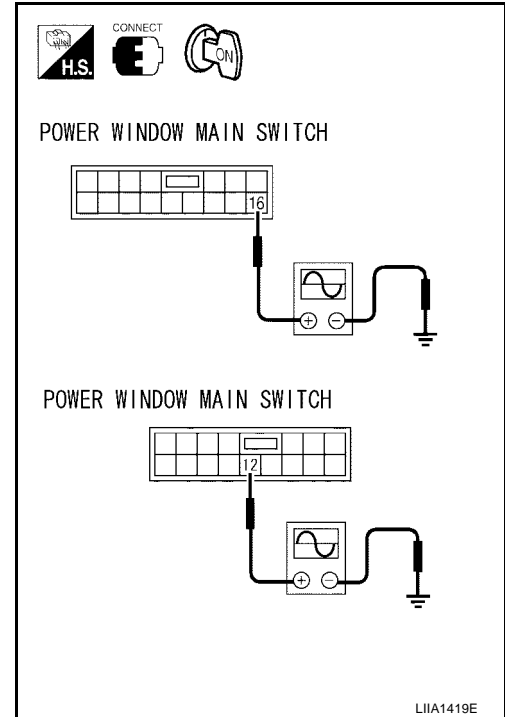 CONNECT
H.S.
ON
POWER WINDOW MAIN SWITCH
16
POWER WINDOW MAIN SWITCH
12
LIIA1419E